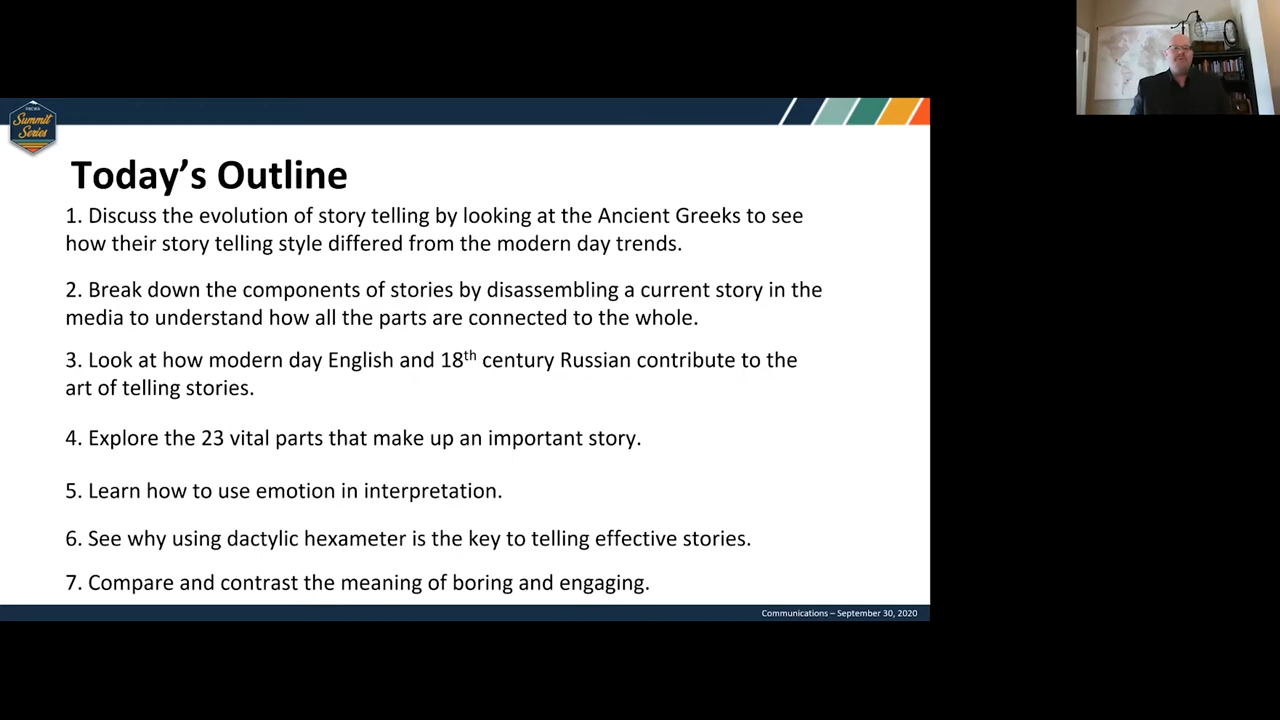 PNCWA
Summit
Series
Today's Outline
1. Discuss the evolution of story telling by looking at the Ancient Greeks to see
how their story telling style differed from the modern day trends.
2. Break down the components of stories by disassembling a current story in the
media to understand how all the parts are connected to the whole.
3. Look at how modern day English and 18th century Russian contribute to the
art of telling stories.
4. Explore the 23 vital parts that make up an important story.
5. Learn how to use emotion in interpretation.
6. See why using dactylic hexameter is the key to telling effective stories.
7. Compare and contrast the meaning of boring and engaging.
Communications – September 30, 2020